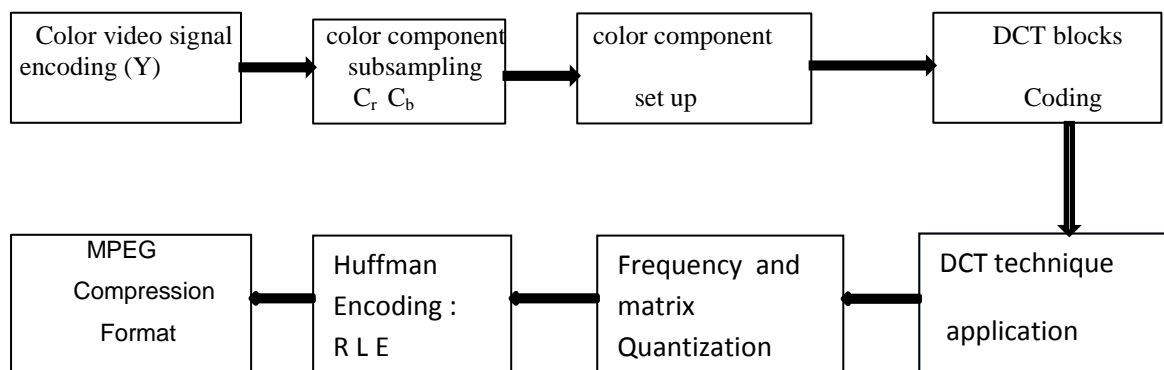 Color video signal
encoding (Y)
color component
subsampling
Cr Cb
color component
set up
DCT blocks
Coding
DCT technique
application
Frequency and
matrix
Quantization
Huffman
Encoding :
R L E
MPEG
Compression
Format